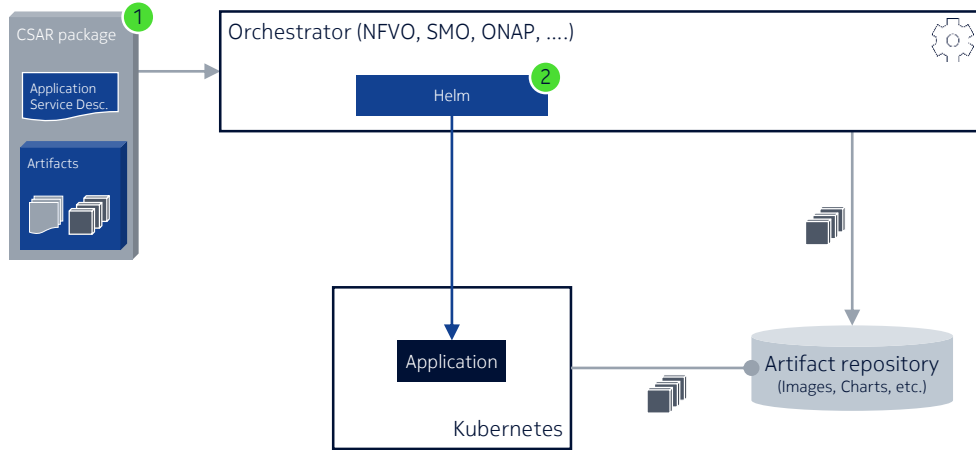 CSAR package
1
Application
Service Desc.
Artifacts
Orchestrator (NFVO, SMO, ONAP, ....)
2
Helm
Application
Kubernetes
Artifact repository
(Images, Charts, etc.)